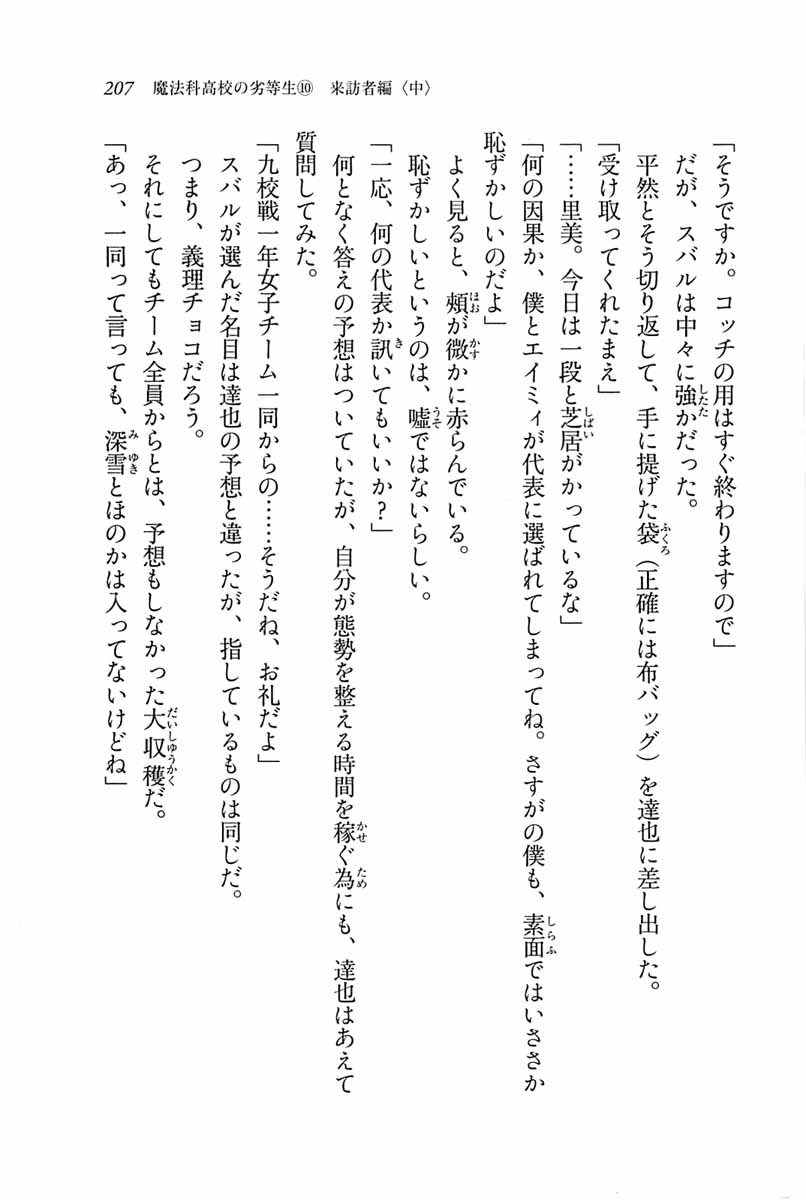 207　魔法科高校の劣等生⑩　来訪者編〈中〉
「そうですか。コッチの用はすぐ終わりますので」
だが、スバルは中々に強かだった。
平然とそう切り返して、手に提げた袋（正確には布バッグ）を達也に差し出した。
「受け取ってくれたまえ」
「……里美。今日は一段と芝居がかっているな」
「何の因果か、僕とエイミィが代表に選ばれてしまってね。さすがの僕も、素面ではいささか
恥ずかしいのだよ」
よく見ると、頰が微かに赤らんでいる。
恥ずかしいというのは、嘘ではないらしい。
「一応、何の代表か訊いてもいいか？」
何となく答えの予想はついていたが、自分が態勢を整える時間を稼ぐ為にも、達也はあえて
質問してみた。
「九校戦一年女子チーム一同からの……そうだね、お礼だよ」
スバルが選んだ名目は達也の予想と違ったが、指しているものは同じだ。
つまり、義理チョコだろう。
それにしてもチーム全員からとは、予想もしなかった大収穫だ。
「あっ、一同って言っても、深雪とほのかは入ってないけどね」